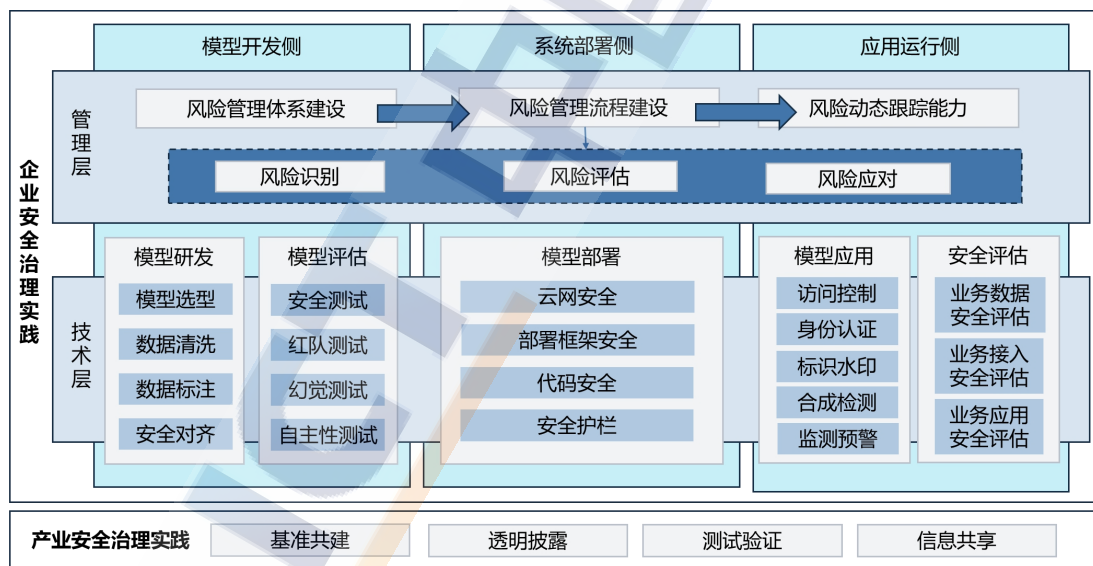 模型开发侧
系统部署侧
应用运行侧
企业安全治理实践
管理层
风险管理体系建设
风险管理流程建设
风险动态跟踪能力
风险识别
风险评估
风险应对
技术层
模型研发
模型选型
数据清洗
数据标注
安全对齐
模型评估
安全测试
红队测试
幻觉测试
自主性测试
模型部署
云网安全
部署框架安全
代码安全
安全护栏
模型应用
访问控制
身份认证
标识水印
合成检测
监测预警
安全评估
业务数据
安全评估
业务接入
安全评估
业务应用
安全评估
产业安全治理实践
基准共建
透明披露
测试验证
信息共享